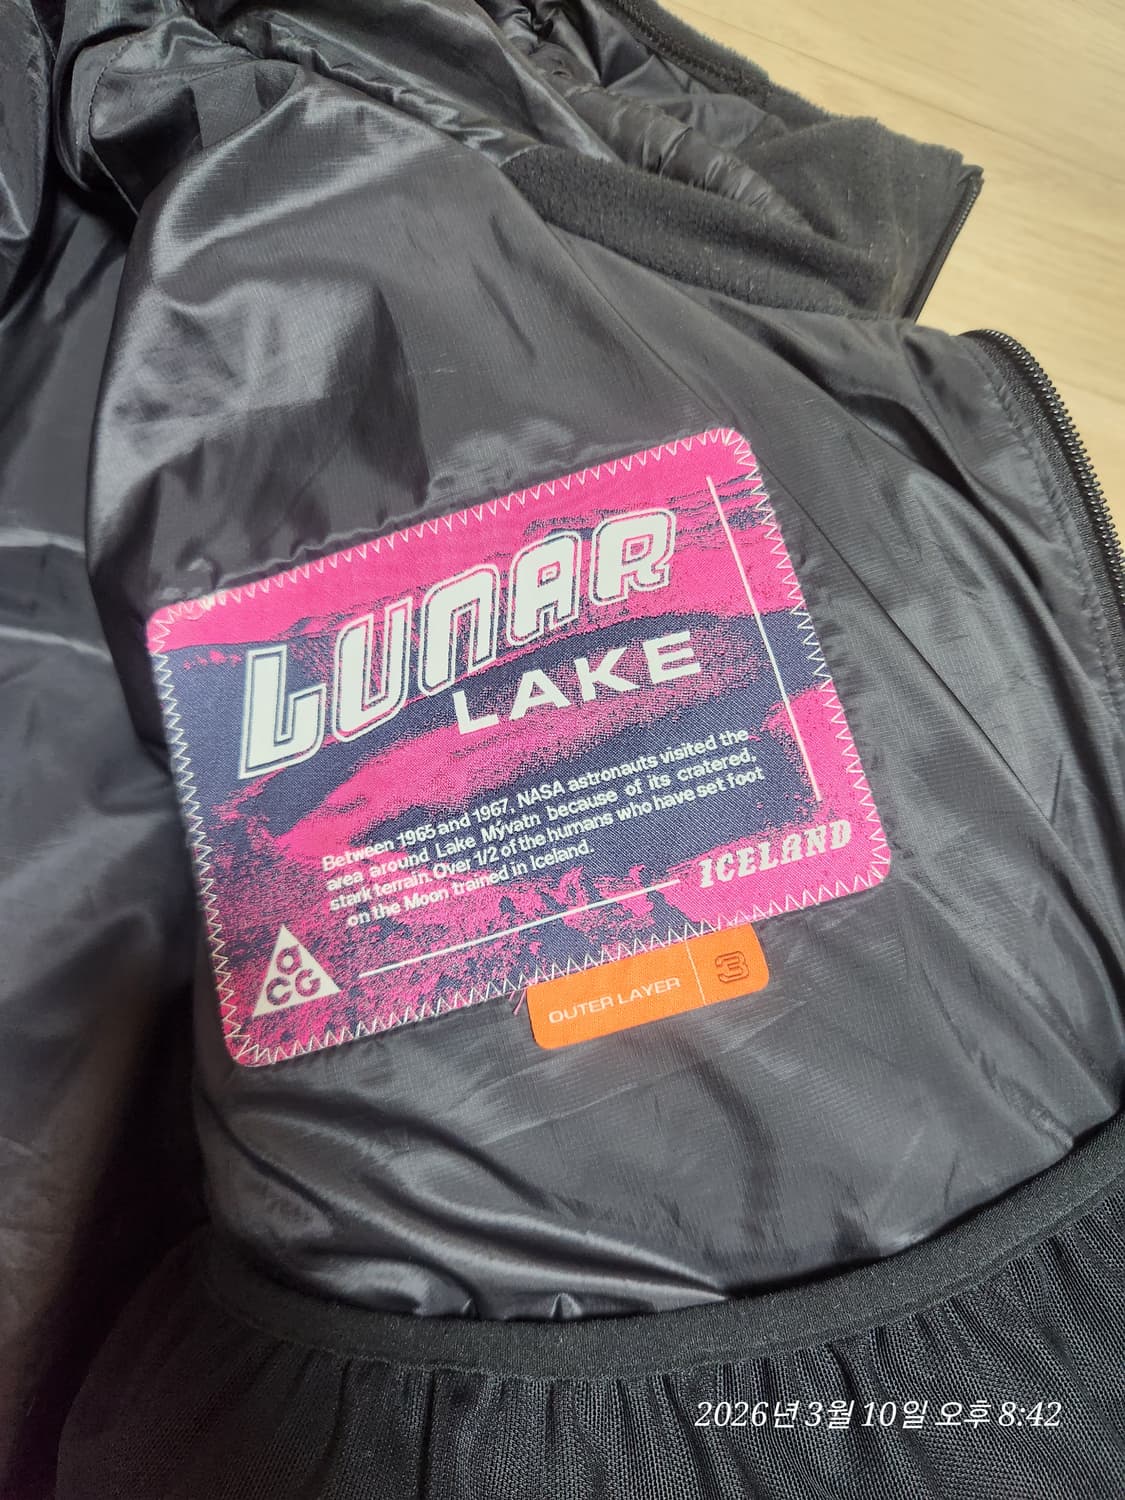 LUNAR
LAKE
Between 1965 and 1967, NASA astronauts visited the
area around Lake Mývatn because of its cratered,
stark terrain. Over 1/2 of the humans who have set foot
on the Moon trained in Iceland.
ICELAND
aCG
OUTER LAYER 3
2026년 3월 10일 오후 8:42